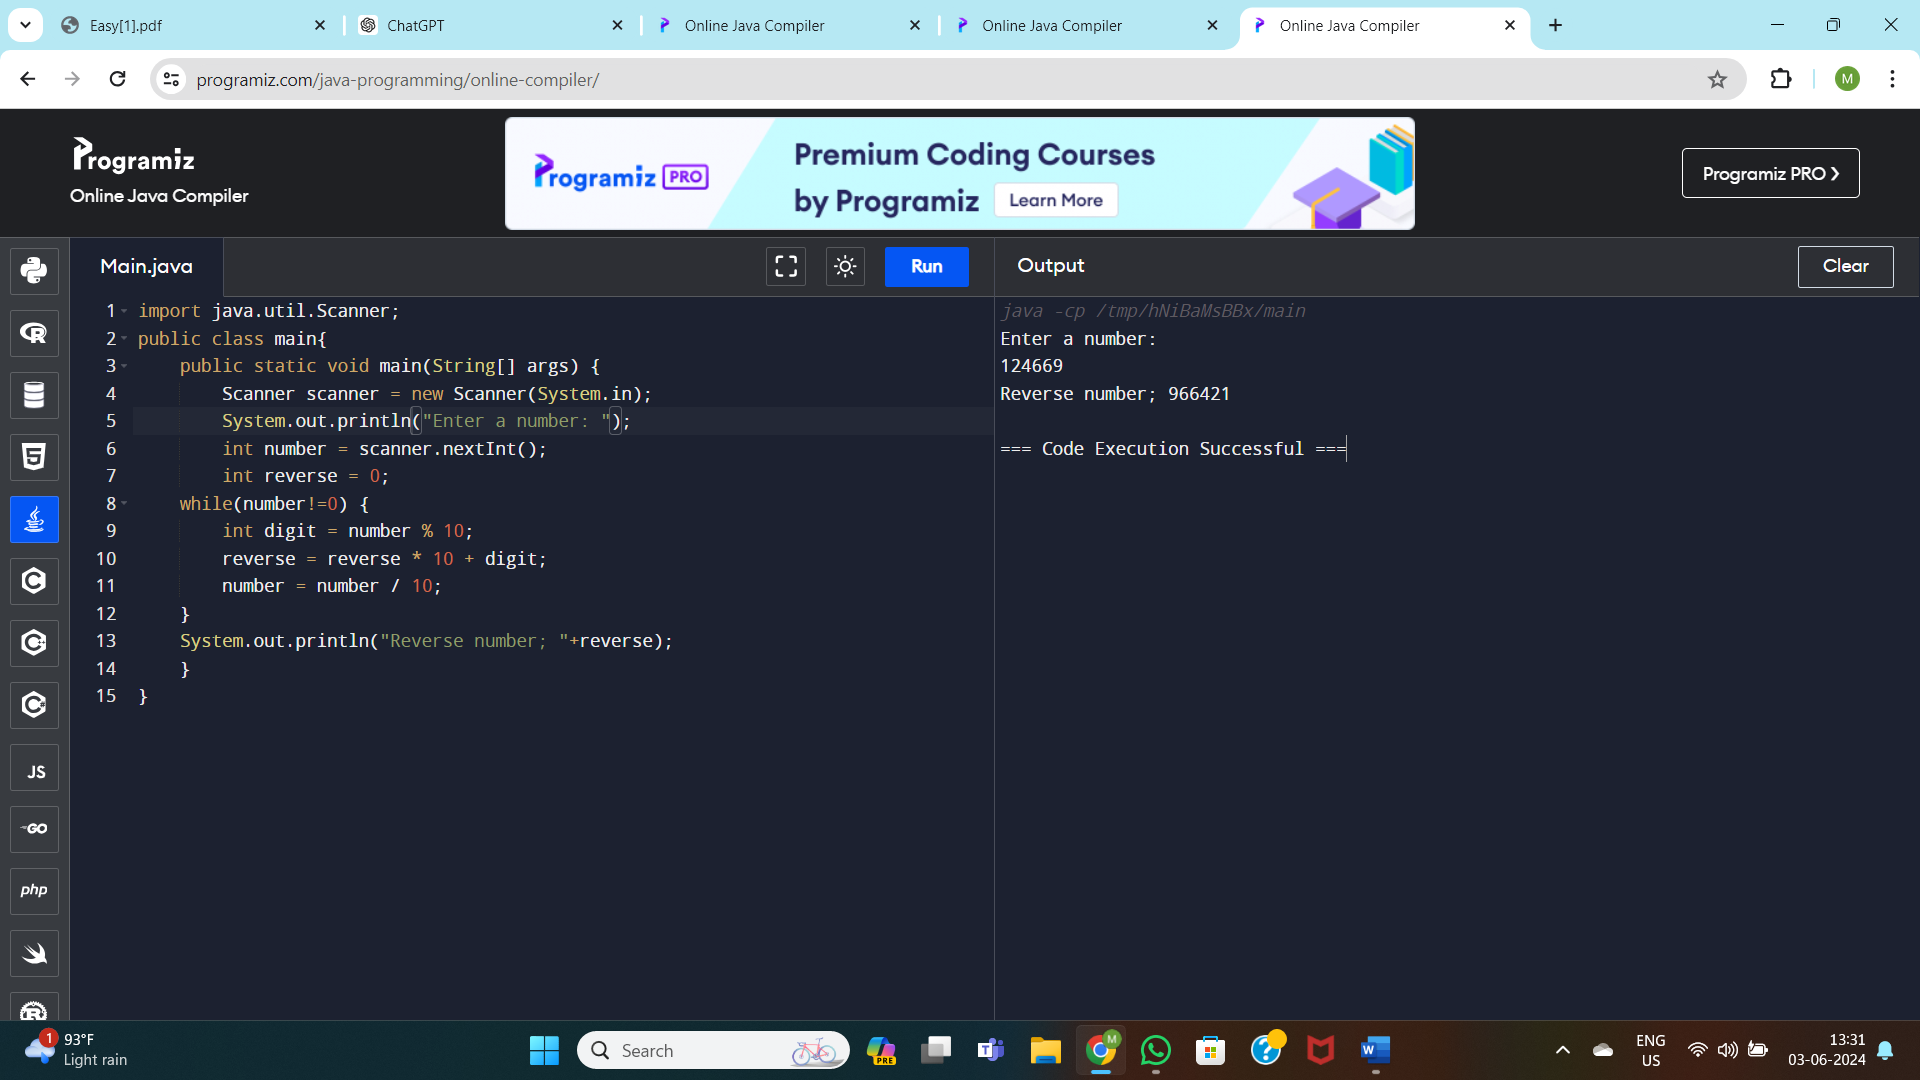 Easy[1].pdf
ChatGPT
Online Java Compiler
Online Java Compiler
Online Java Compiler
programiz.com/java-programming/online-compiler/
M
Programiz
Online Java Compiler
Programiz PRO
Premium Coding Courses
by Programiz
Learn More
Programiz PRO
Main.java
Run
Output
Clear
1 import java.util.Scanner;
2 public class main{
3 public static void main(String[] args) {
4 Scanner scanner = new Scanner(System.in);
5 System.out.println("Enter a number: ");
6 int number = scanner.nextInt();
7 int reverse = 0;
8 while(number!=0) {
9 int digit = number % 10;
10 reverse = reverse * 10 + digit;
11 number = number / 10;
12 }
13 System.out.println("Reverse number; "+reverse);
14 }
15 }
java -cp /tmp/hNiBaMsBBx/main
Enter a number:
124669
Reverse number; 966421
=== Code Execution Successful ===
JS
GO
php
1
93°F
Light rain
Search
PRE
M
ENG
US
13:31
03-06-2024